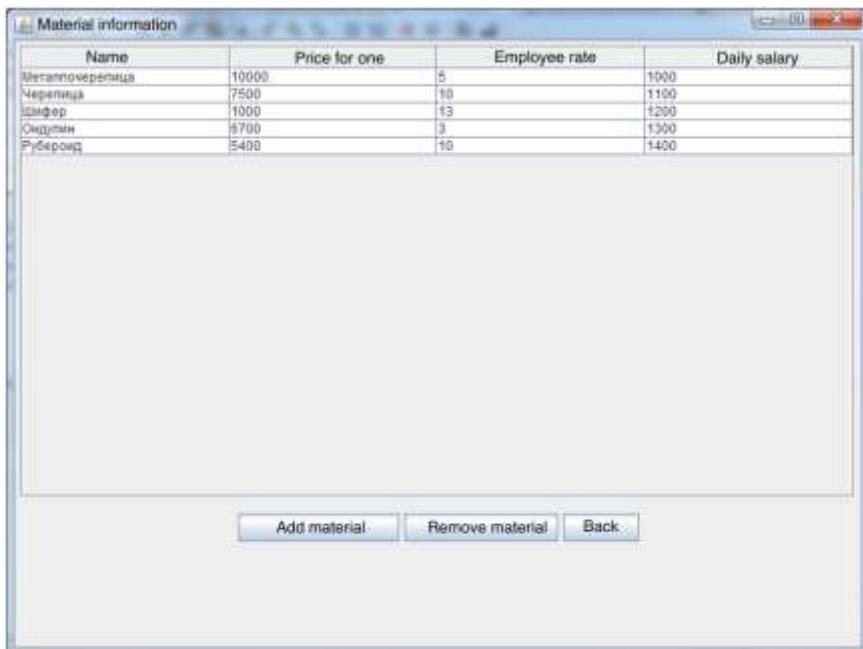 Material information
Name Price for one Employee rate Daily salary
Металлочерепица 10000 5 1000
Черепица 7500 10 1100
Шифер 1000 13 1200
Ондулин 6700 3 1300
Рубероид 5400 10 1400
Add material Remove material Back